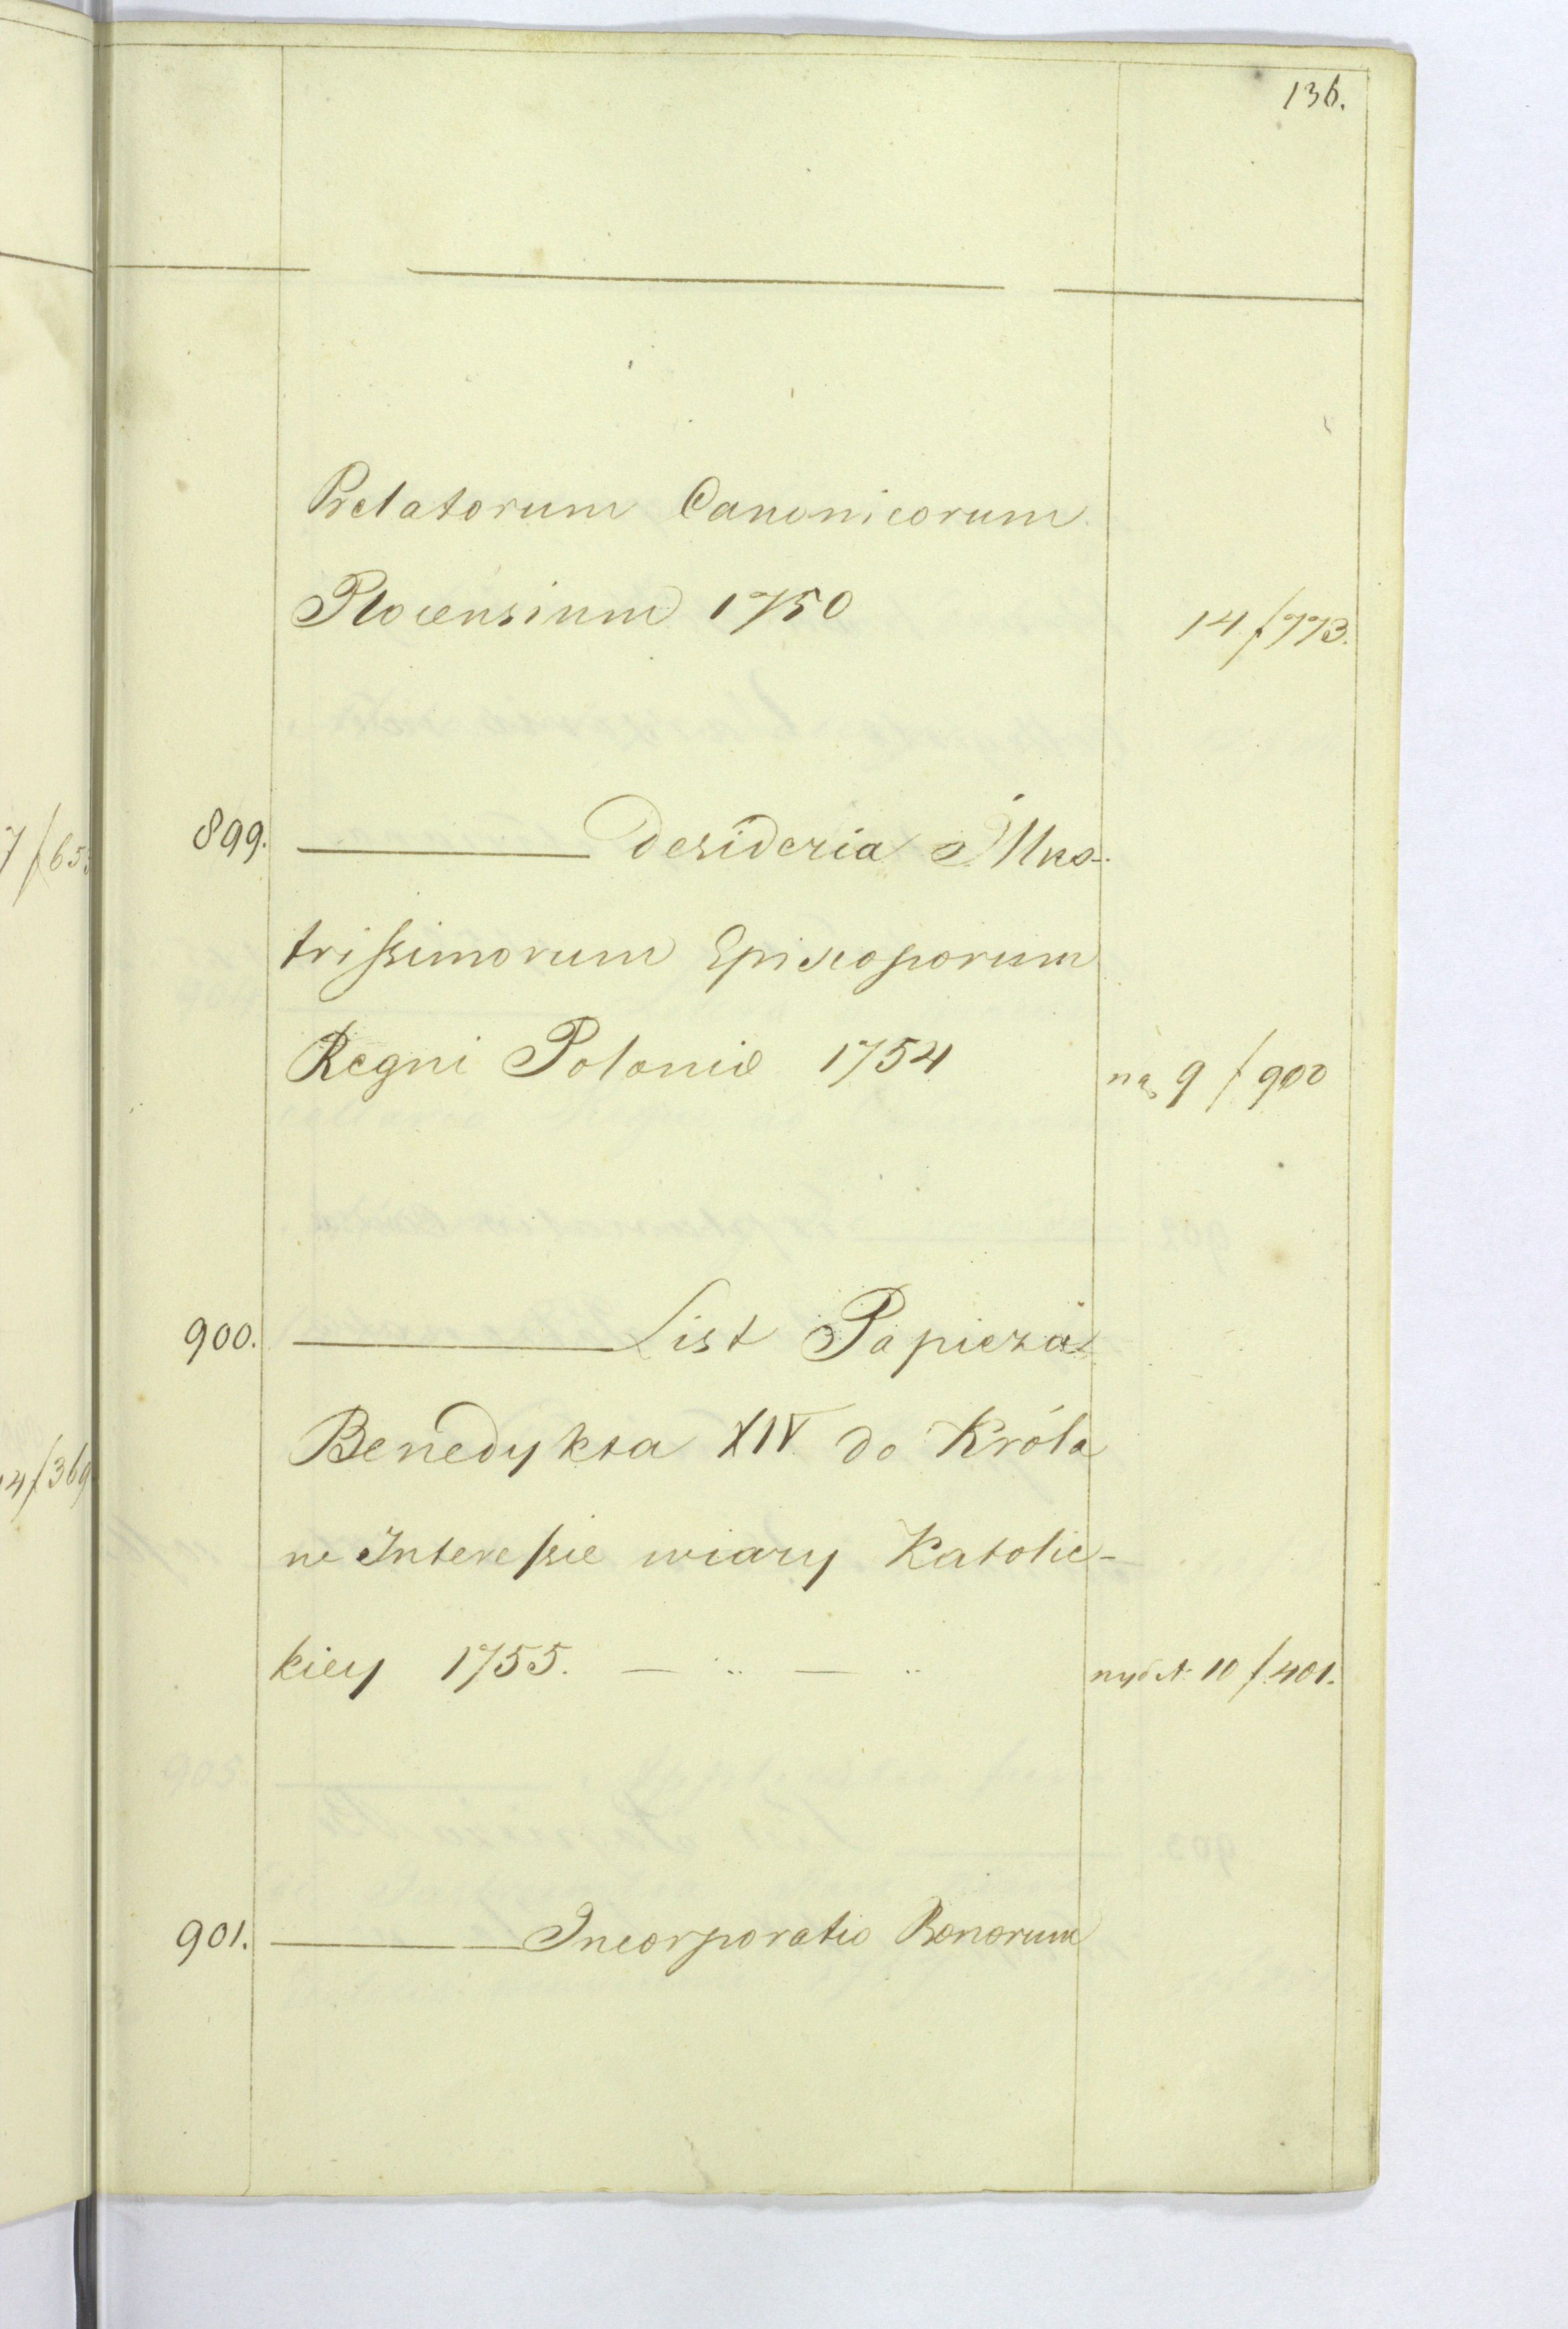 136.
Prelatorum Canonicorum
Plocensium 1750 14/773.
899. Desideria Illus-
trissimorum Episcoporum
Regni Poloniæ 1754 9/900
900. List Papieża
Benedykta XIV do Króla
w Interessie wiary Katolic-
kiey 1755. — " — " 10/401.
901. Incorporatio Bonorum